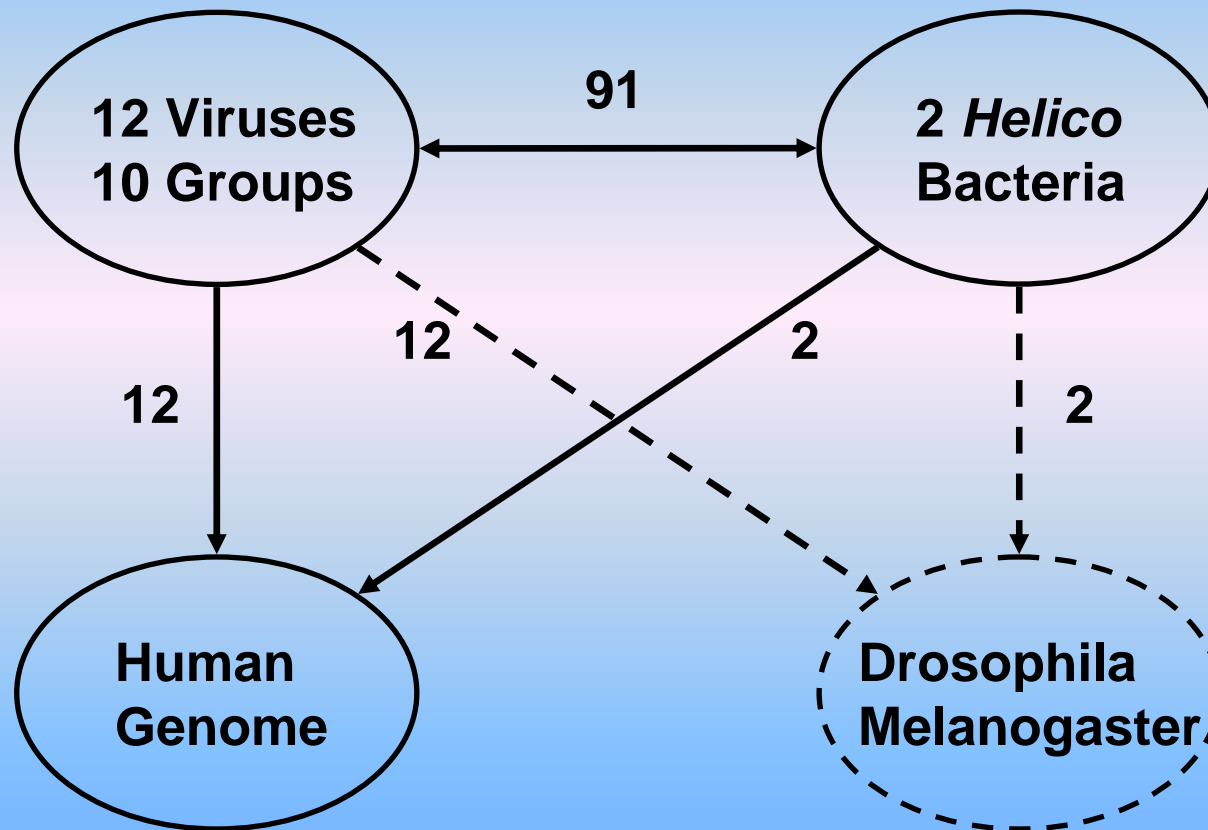 12 Viruses
10 Groups
91
2 Helico
Bacteria
12
12
2
2
Human
Genome
Drosophila
Melanogaster